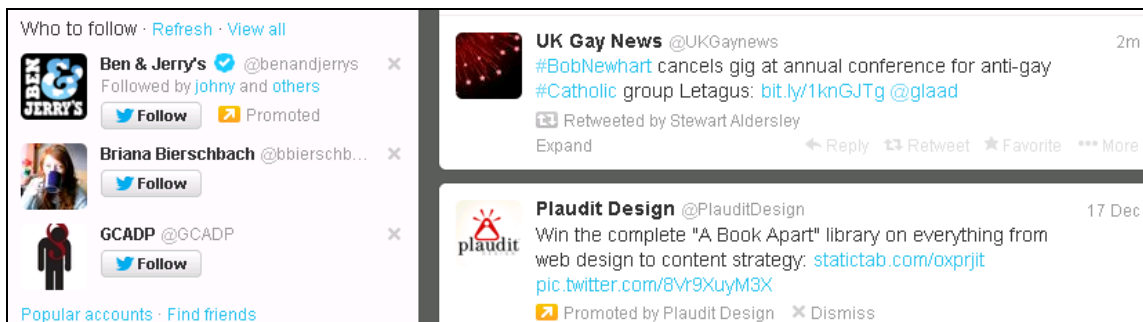 Who to follow · Refresh · View all
BEN & JERRY'S
Ben & Jerry's @benandjerrys
Followed by johny and others
Follow Promoted
Briana Bierschbach @bbierschb...
Follow
GCADP @GCADP
Follow
Popular accounts · Find friends
UK Gay News @UKGaynews 2m
#BobNewhart cancels gig at annual conference for anti-gay
#Catholic group Letagus: bit.ly/1knGJTg @glaad
Retweeted by Stewart Aldersley
Expand Reply Retweet Favorite More
plaudit
DESIGN
Plaudit Design @PlauditDesign 17 Dec
Win the complete "A Book Apart" library on everything from
web design to content strategy: statictab.com/oxprjit
pic.twitter.com/8Vr9XuyM3X
Promoted by Plaudit Design Dismiss